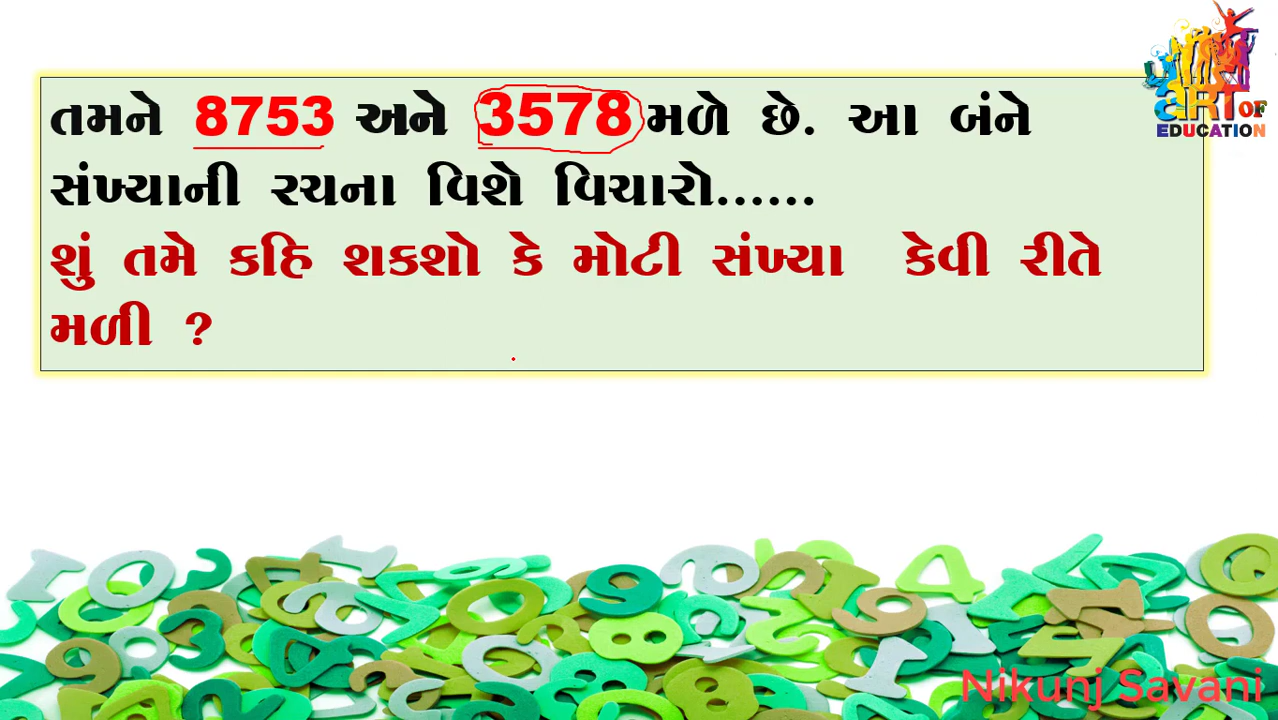 તમને 8753 અને 3578 મળે છે. આ બંને
સંખ્યાની રચના વિશે વિચારો......
શું તમે કહિ શકશો કે મોટી સંખ્યા કેવી રીતે
મળી ?
ART OF
EDUCATION
Nikunj Savani